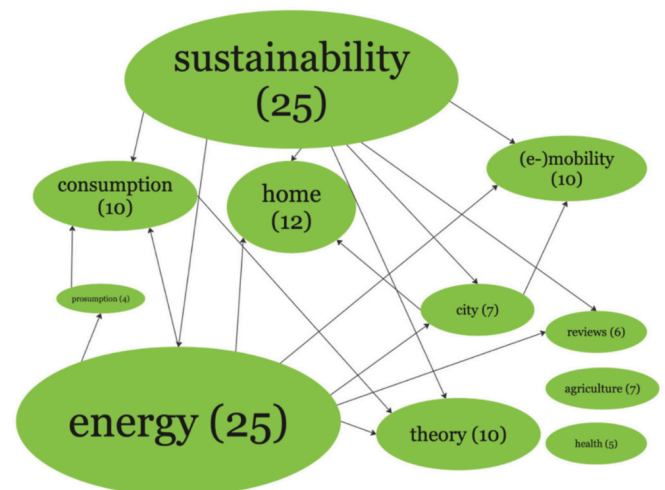 sustainability
(25)
(e-)mobility
(10)
consumption
(10)
home
(12)
prosumption (4)
city (7)
reviews (6)
agriculture (7)
energy (25)
theory (10)
health (5)